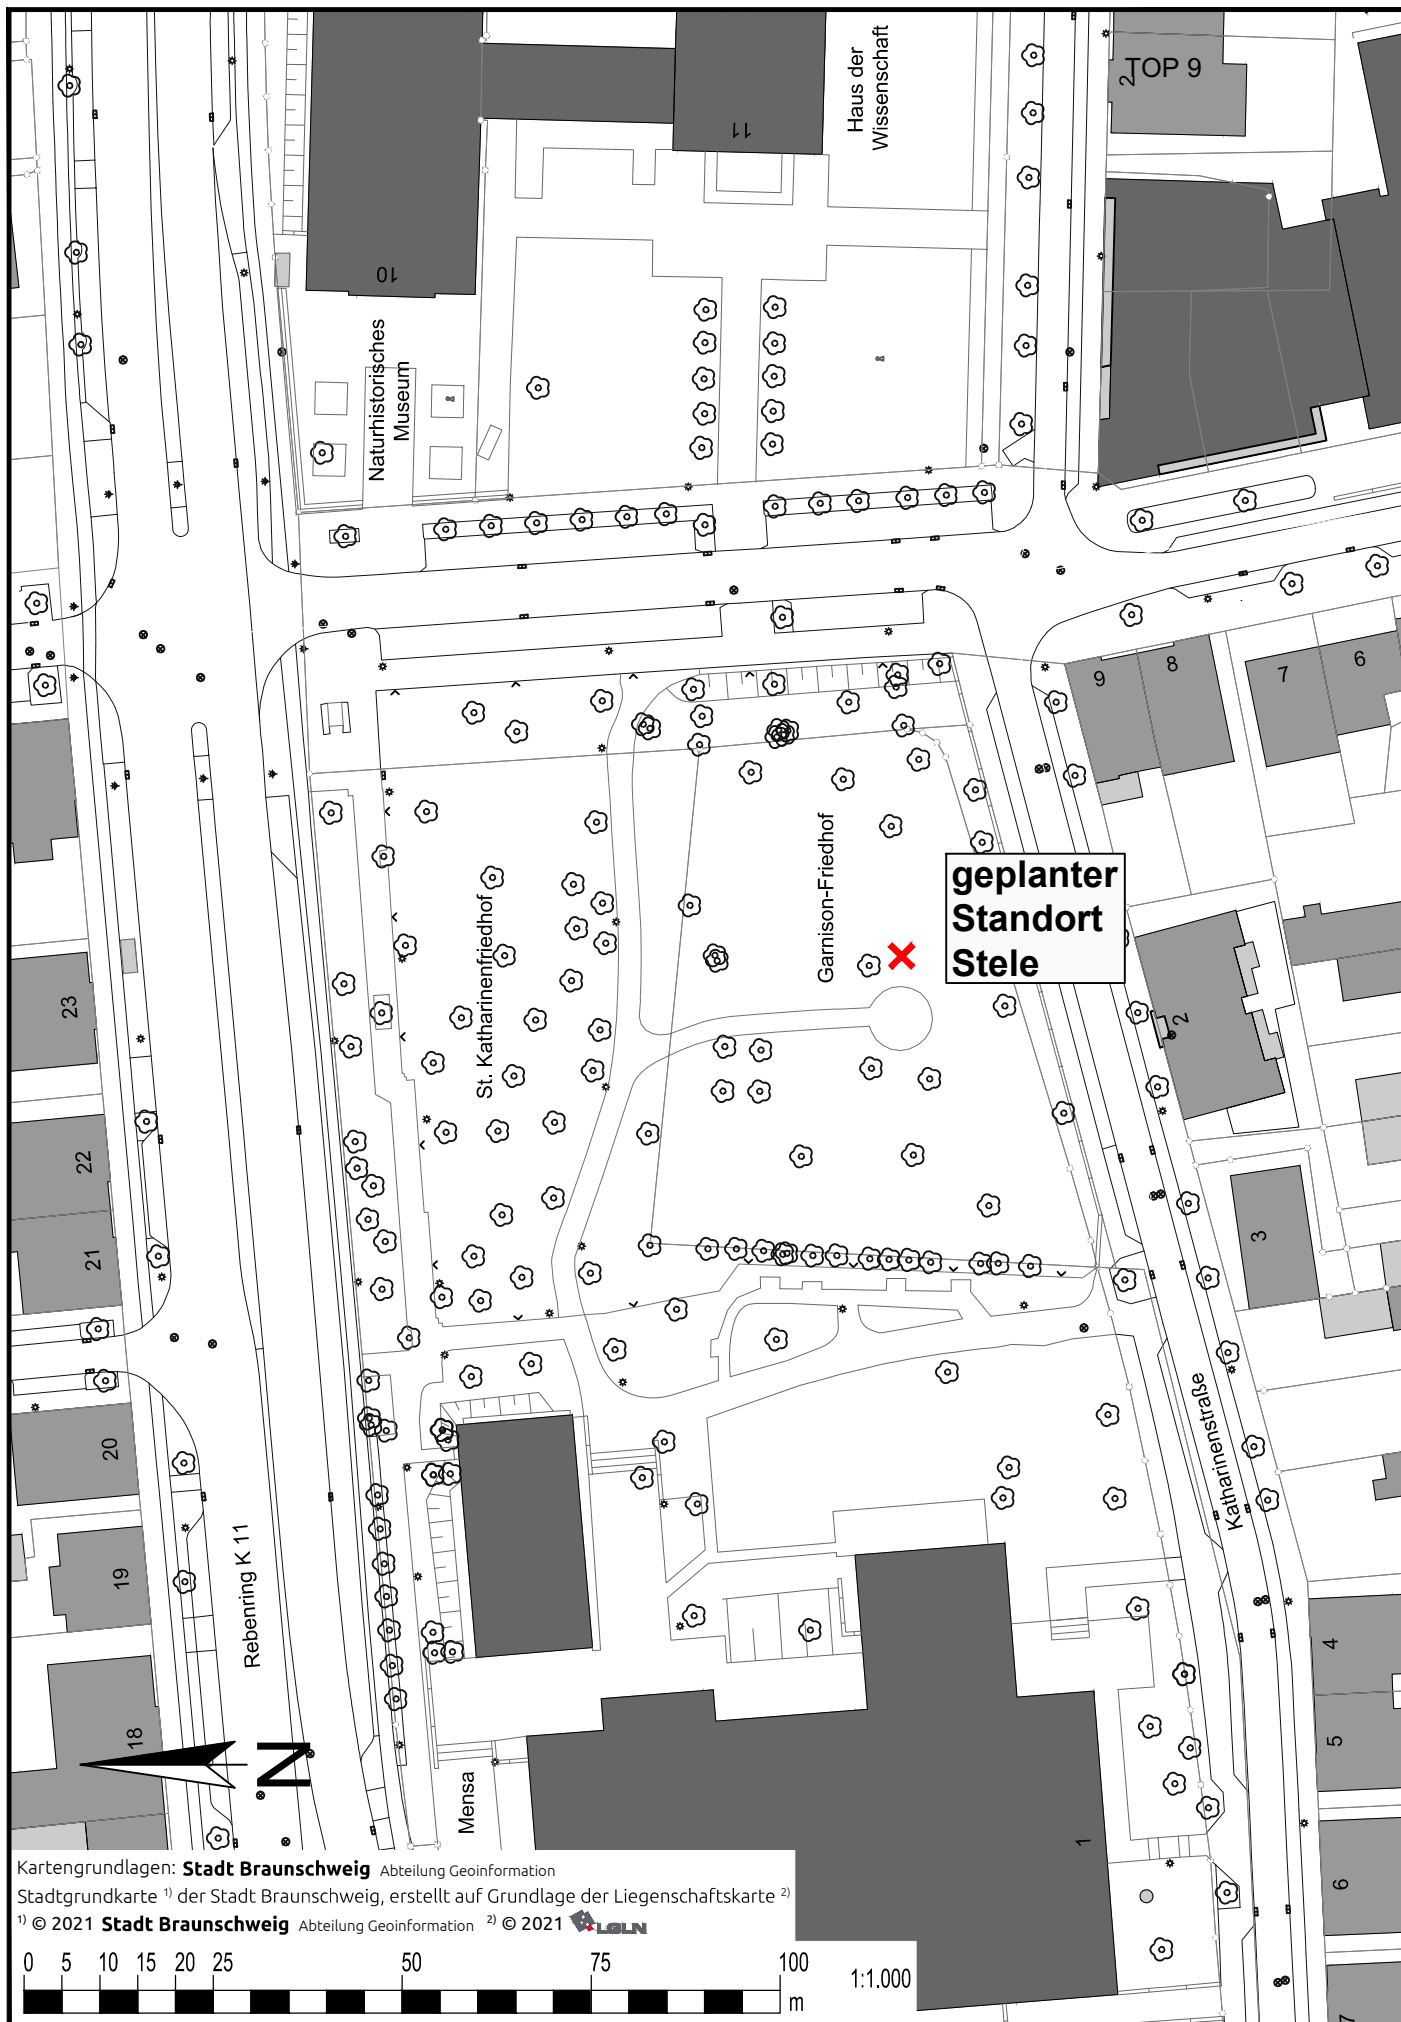 Haus der
Wissenschaft
TOP 9
2
11
10
Naturhistorisches
Museum
9
8
7
6
Garnison-Friedhof
St. Katharinenfriedhof
geplanter
Standort
Stele
2
23
22
21
20
19
18
3
Katharinenstraße
Rebenring K 11
N
Mensa
1
4
5
6
7
Kartengrundlagen: Stadt Braunschweig Abteilung Geoinformation
Stadtgrundkarte ¹⁾ der Stadt Braunschweig, erstellt auf Grundlage der Liegenschaftskarte ²⁾
¹⁾ © 2021 Stadt Braunschweig Abteilung Geoinformation ²⁾ © 2021 LGLN
0 5 10 15 20 25 50 75 100
m
1:1.000